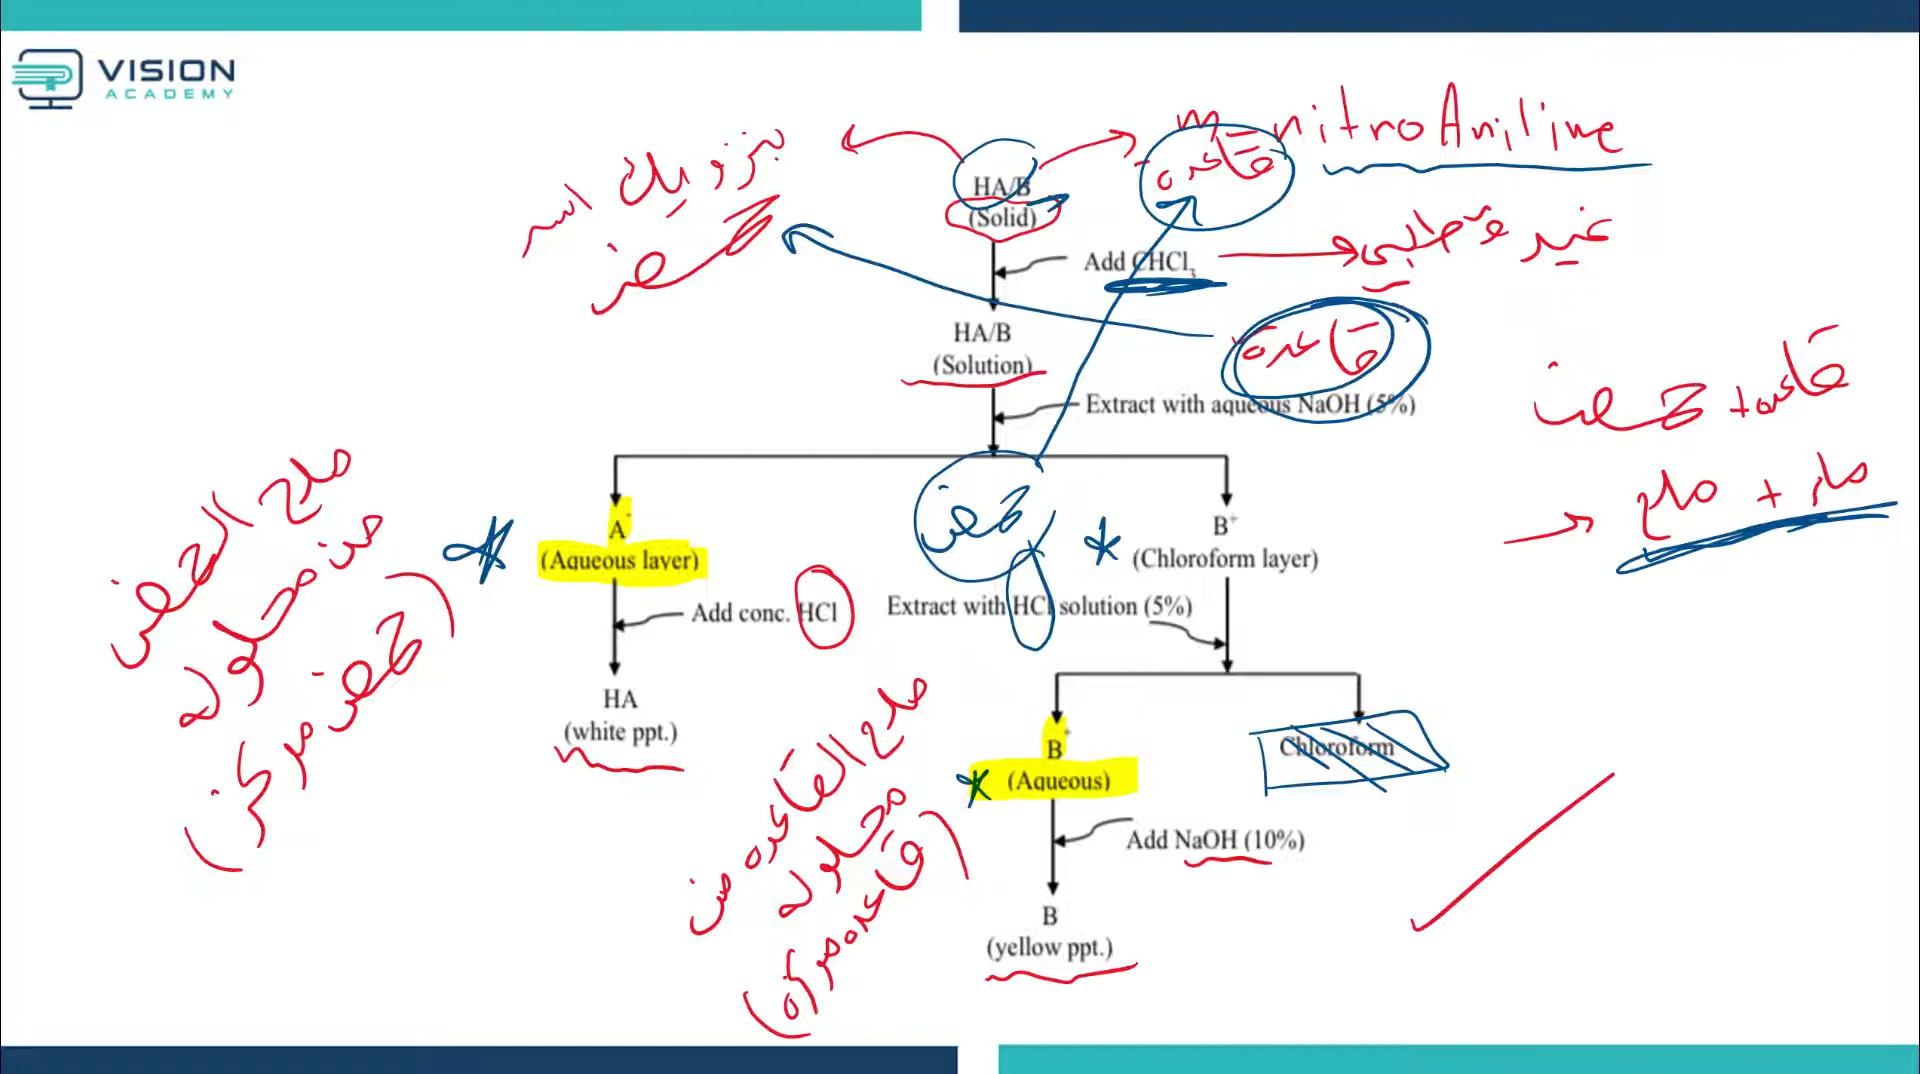 VISION
ACADEMY
m-nitroAniline
قاعدة
بنزويك اسيد
حمض
HA/B
(Solid)
Add CHCl3
غير قطبي
HA/B
(Solution)
قاعدة
Extract with aqueous NaOH (5%)
قاعدة + حمض
ملح + ماء
حمض
A-
(Aqueous layer)
B+
(Chloroform layer)
ملح الحمض
من محلوله
(حمض مركز)
Add conc. HCl
Extract with HCl solution (5%)
HA
(white ppt.)
B+
(Aqueous)
Chloroform
ملح القاعدة من
محلوله
(قاعدة مركزة)
Add NaOH (10%)
B
(yellow ppt.)